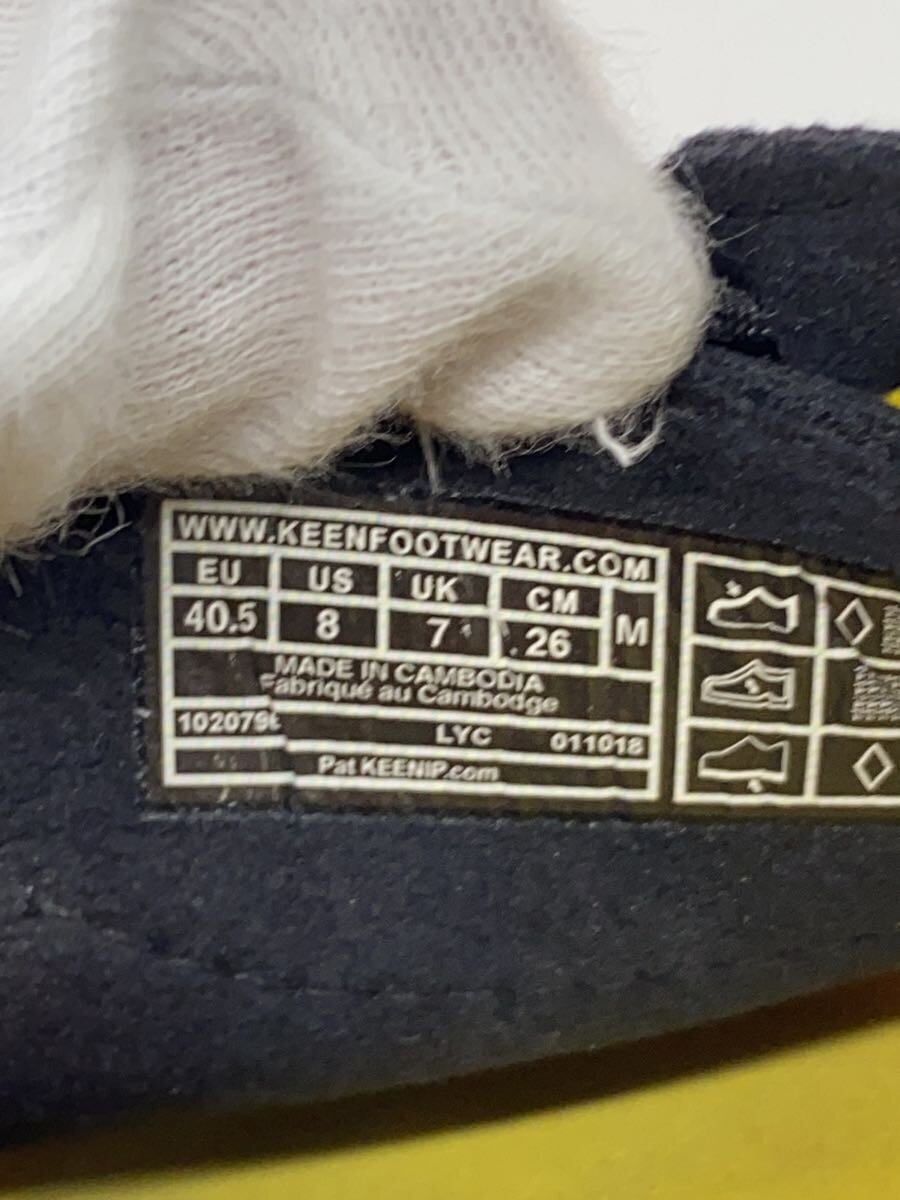 WWW.KEENFOOTWEAR.COM
EU US UK CM
40.5 8 7 26 M
MADE IN CAMBODIA
Fabriqué au Cambodge
LYC 011018
Pat KEENIP.com